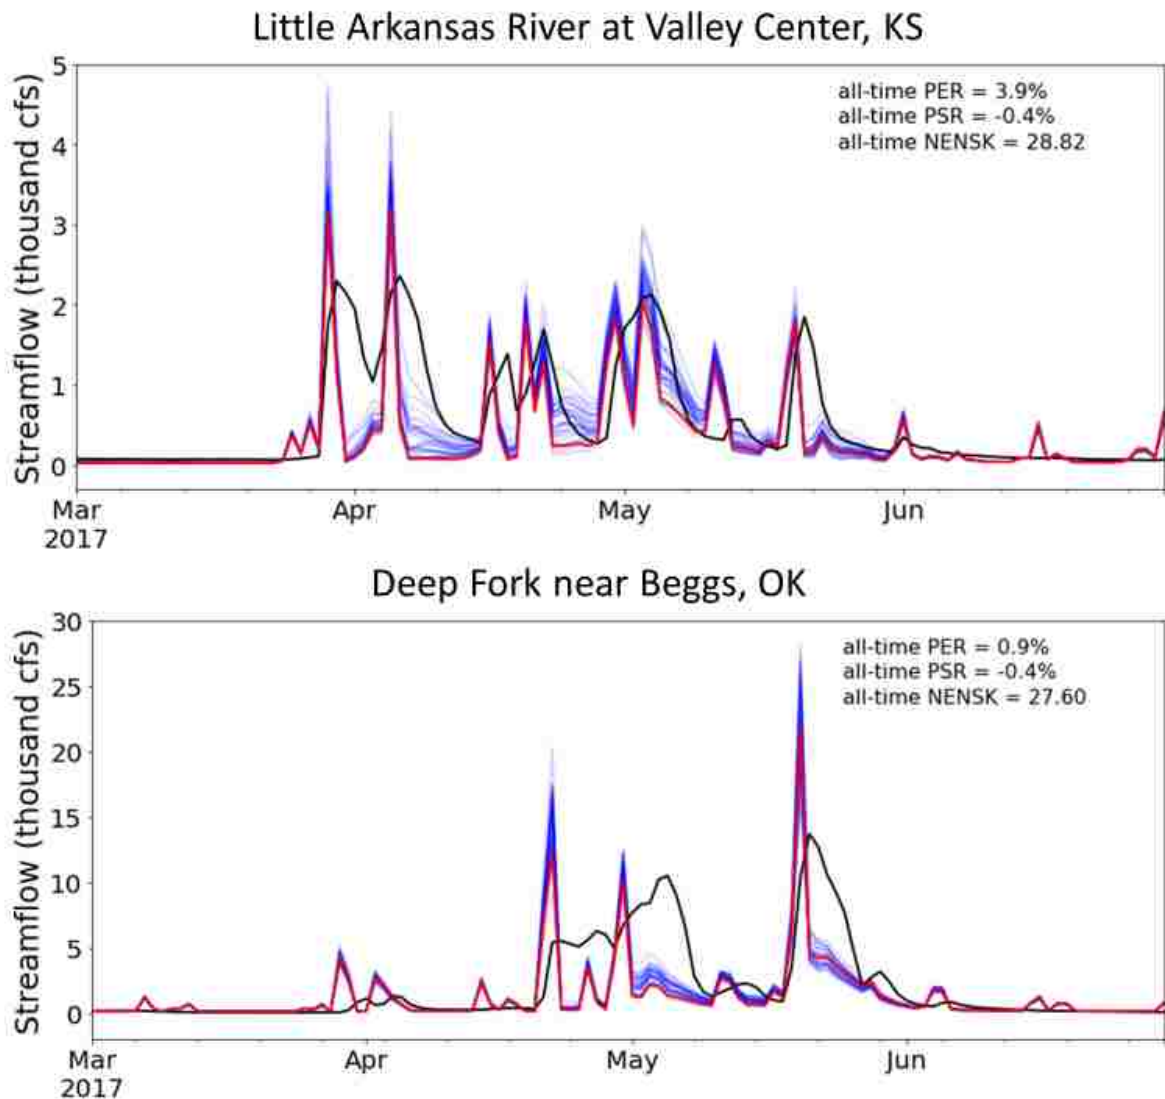 Little Arkansas River at Valley Center, KS
Streamflow (thousand cfs)
5
4
3
2
1
0
all-time PER = 3.9%
all-time PSR = -0.4%
all-time NENSK = 28.82
Mar Apr May Jun
2017
Deep Fork near Beggs, OK
Streamflow (thousand cfs)
30
25
20
15
10
5
0
all-time PER = 0.9%
all-time PSR = -0.4%
all-time NENSK = 27.60
Mar Apr May Jun
2017